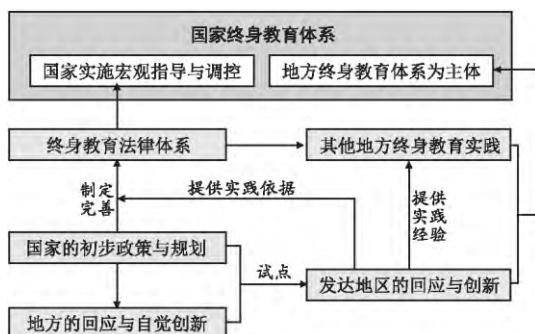 国家终身教育体系
国家实施宏观指导与调控
地方终身教育体系为主体
终身教育法律体系
其他地方终身教育实践
制定
完善
提供实践依据
提供
实践
经验
国家的初步政策与规划
试点
发达地区的回应与创新
地方的回应与自觉创新